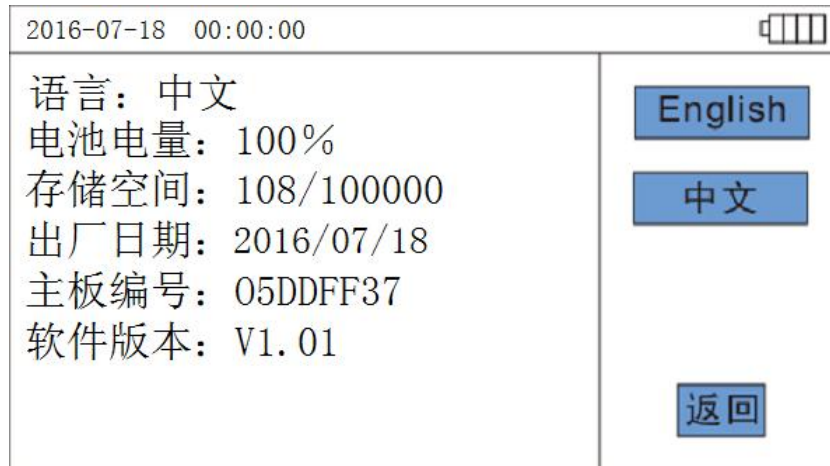 2016-07-18 00:00:00
语言：中文
电池电量：100%
存储空间：108/100000
出厂日期：2016/07/18
主板编号：05DDFF37
软件版本：V1.01
English
中文
返回